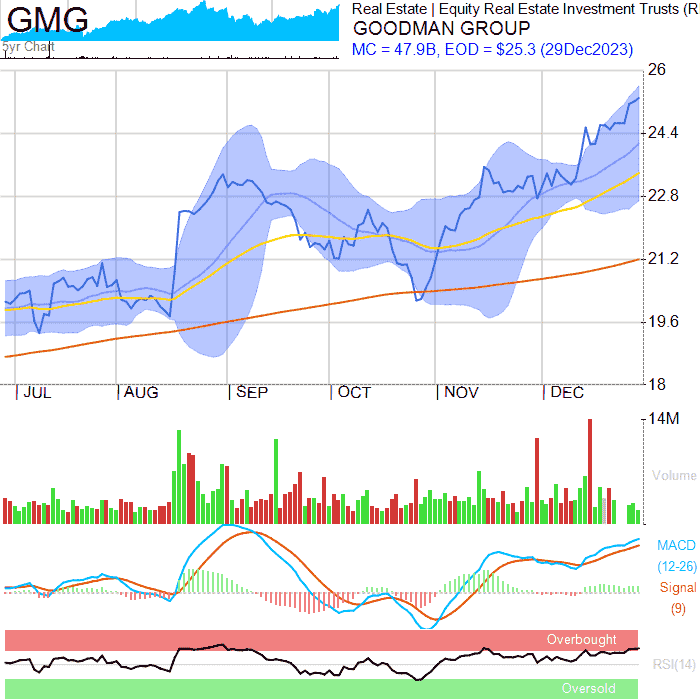 GMG
5yr Chart
Real Estate | Equity Real Estate Investment Trusts (R
GOODMAN GROUP
MC = 47.9B, EOD = $25.3 (29Dec2023)
26
24.4
22.8
21.2
19.6
18
JUL AUG SEP OCT NOV DEC
14M
Volume
MACD
(12-26)
Signal
(9)
Overbought
RSI(14)
Oversold